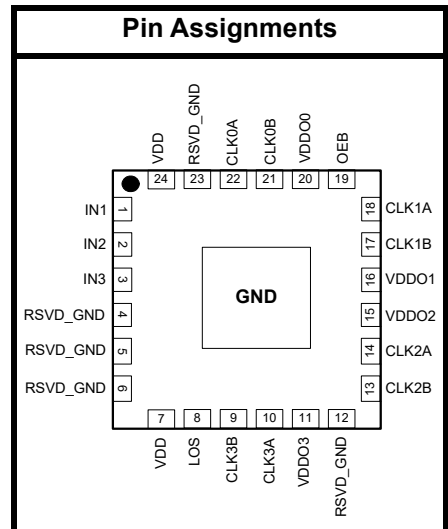 Pin Assignments
VDD
RSVD_GND
CLK0A
CLK0B
VDDO0
OEB
24 23 22 21 20 19
IN1 1
IN2 2
IN3 3
RSVD_GND 4
RSVD_GND 5
RSVD_GND 6
GND
18 CLK1A
17 CLK1B
16 VDDO1
15 VDDO2
14 CLK2A
13 CLK2B
7 8 9 10 11 12
VDD
LOS
CLK3B
CLK3A
VDDO3
RSVD_GND